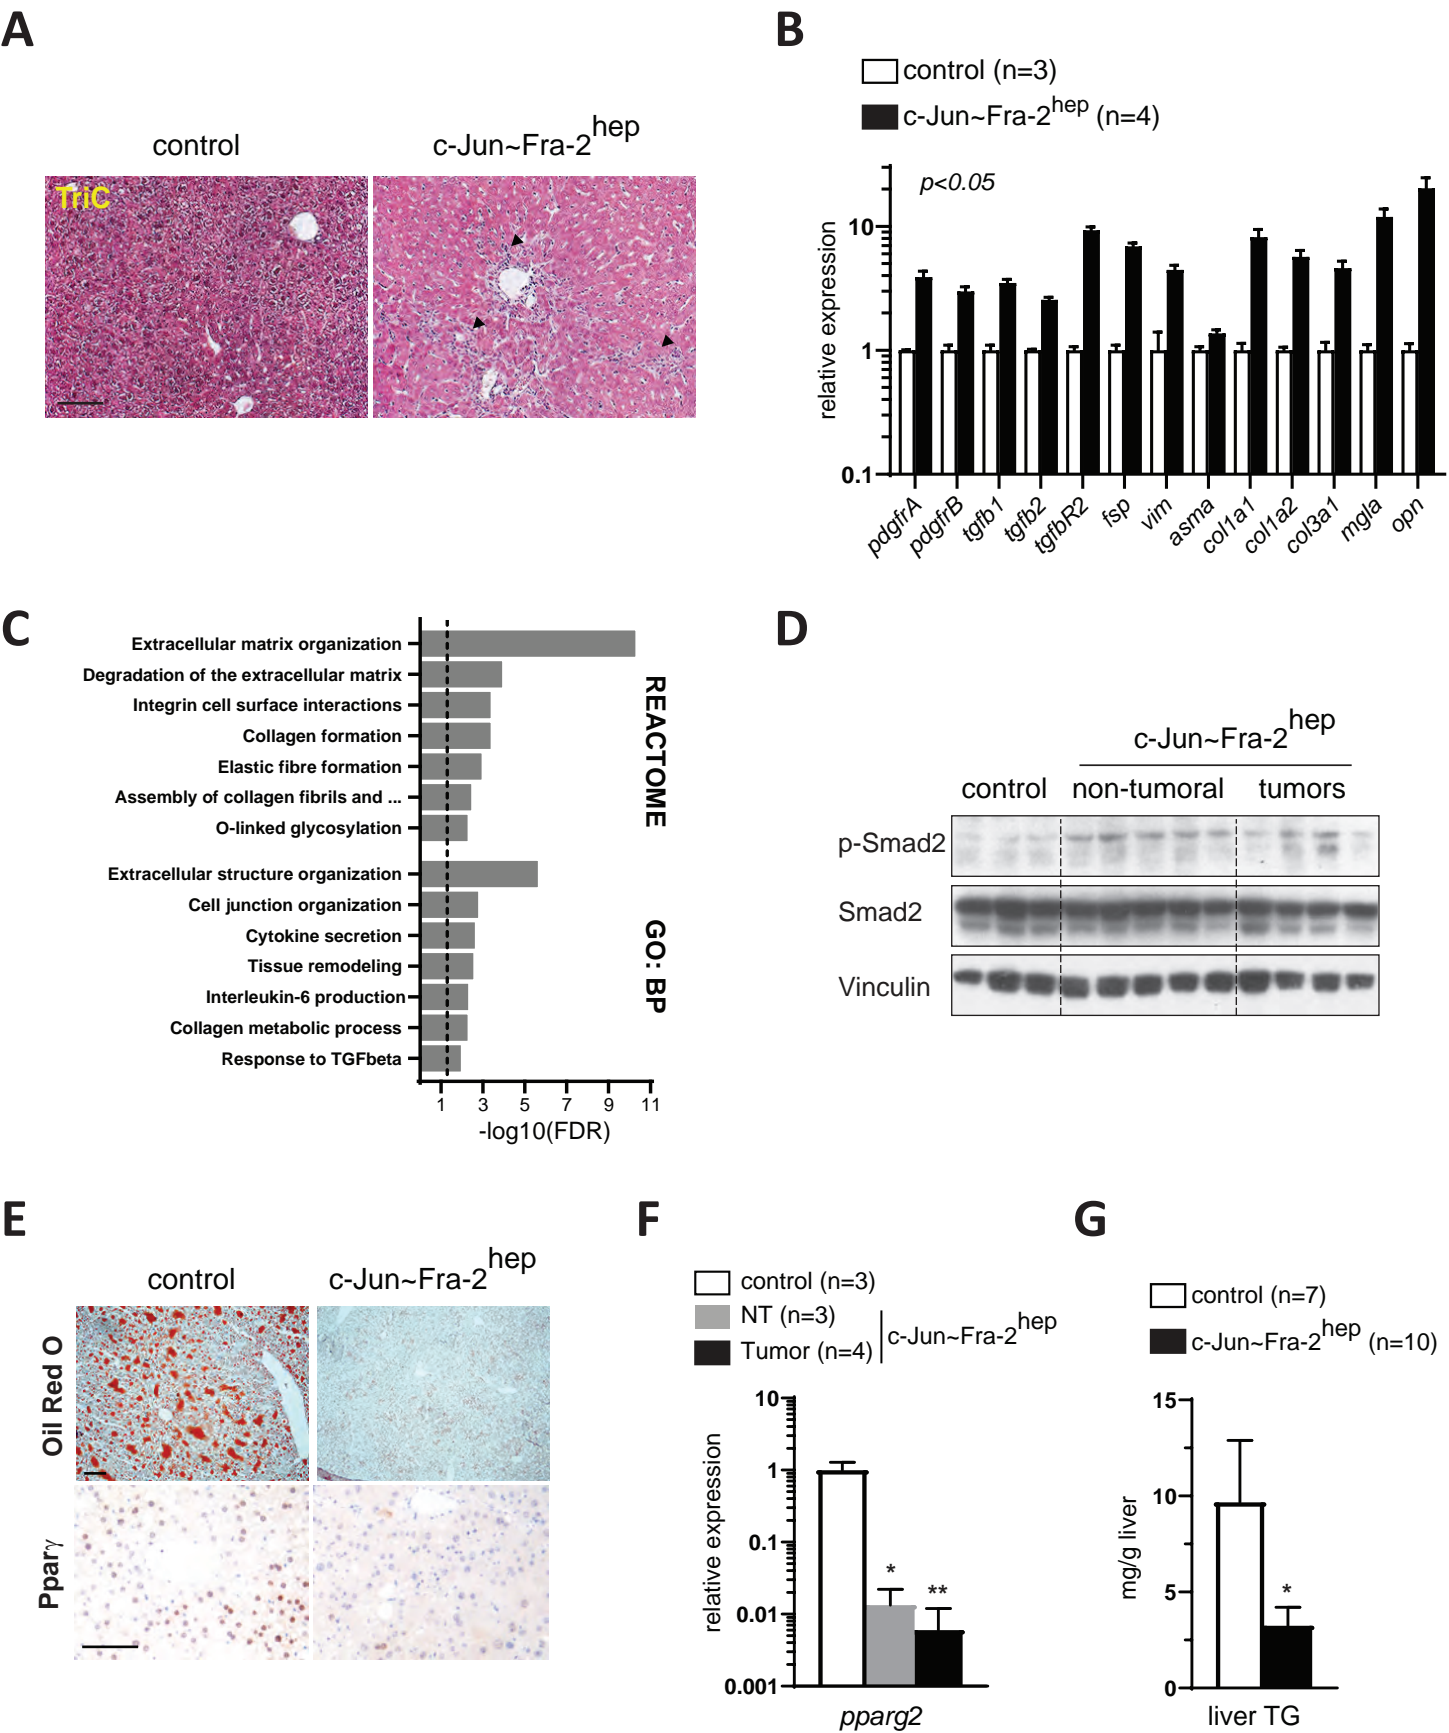 A
control
c-Jun~Fra-2hep
TriC
B
control (n=3)
c-Jun~Fra-2hep (n=4)
p<0.05
relative expression
10
1
0.1
pdgfrA
pdgfrB
tgfb1
tgfb2
tgfbR2
fsp
vim
asma
col1a1
col1a2
col3a1
mgla
opn
C
Extracellular matrix organization
Degradation of the extracellular matrix
Integrin cell surface interactions
Collagen formation
Elastic fibre formation
Assembly of collagen fibrils and ...
O-linked glycosylation
REACTOME
Extracellular structure organization
Cell junction organization
Cytokine secretion
Tissue remodeling
Interleukin-6 production
Collagen metabolic process
Response to TGFbeta
GO: BP
1 3 5 7 9 11
-log10(FDR)
D
c-Jun~Fra-2hep
control non-tumoral tumors
p-Smad2
Smad2
Vinculin
E
control
c-Jun~Fra-2hep
Oil Red O
Pparγ
F
control (n=3)
NT (n=3)
Tumor (n=4)
c-Jun~Fra-2hep
relative expression
10
1
0.1
0.01
0.001
*
**
pparg2
G
control (n=7)
c-Jun~Fra-2hep (n=10)
mg/g liver
15
10
5
0
*
liver TG